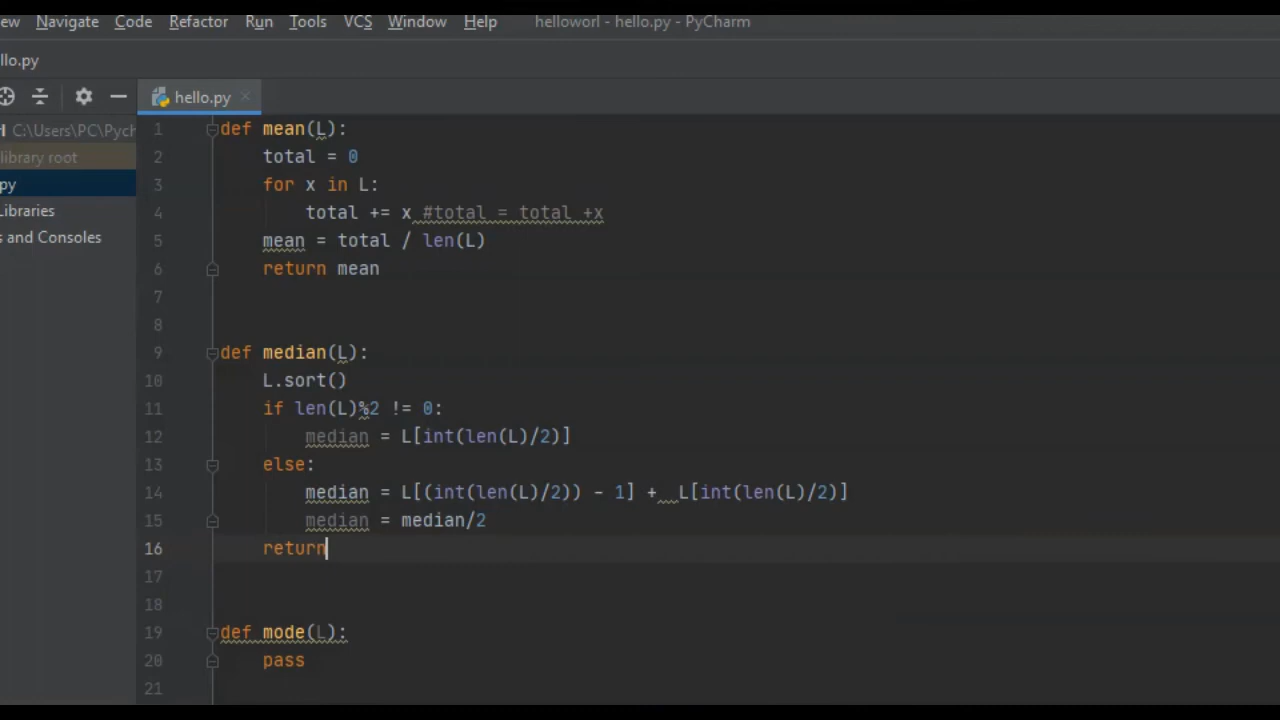 ew Navigate Code Refactor Run Tools VCS Window Help helloworl - hello.py - PyCharm
llo.py
hello.py
l C:\Users\PC\Pych
library root
py
Libraries
s and Consoles
1 def mean(L):
2     total = 0
3     for x in L:
4         total += x #total = total +x
5     mean = total / len(L)
6     return mean
7
8
9 def median(L):
10     L.sort()
11     if len(L)%2 != 0:
12         median = L[int(len(L)/2)]
13     else:
14         median = L[(int(len(L)/2)) - 1] +  L[int(len(L)/2)]
15         median = median/2
16     return
17
18
19 def mode(L):
20     pass
21